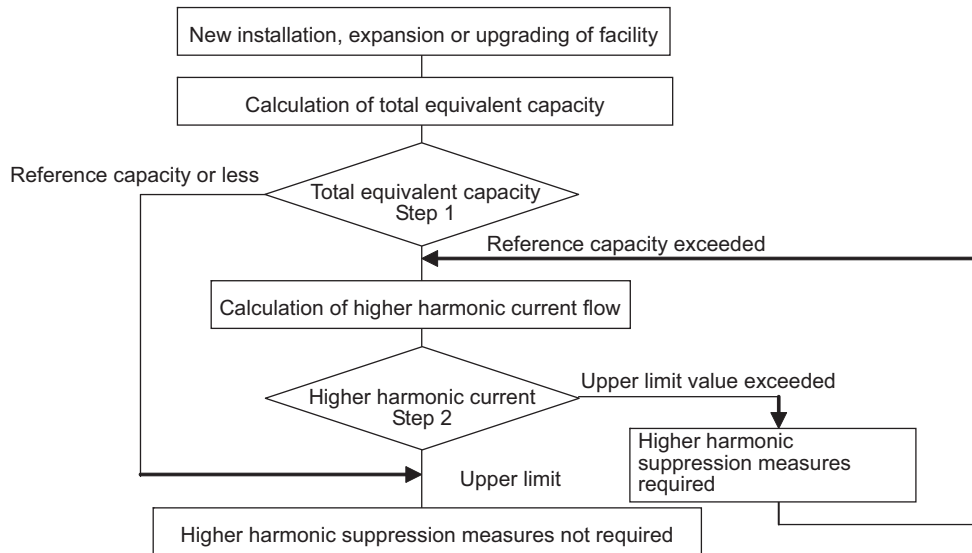 New installation, expansion or upgrading of facility
Calculation of total equivalent capacity
Reference capacity or less
Total equivalent capacity
Step 1
Reference capacity exceeded
Calculation of higher harmonic current flow
Upper limit value exceeded
Higher harmonic current
Step 2
Higher harmonic
suppression measures
required
Upper limit
Higher harmonic suppression measures not required